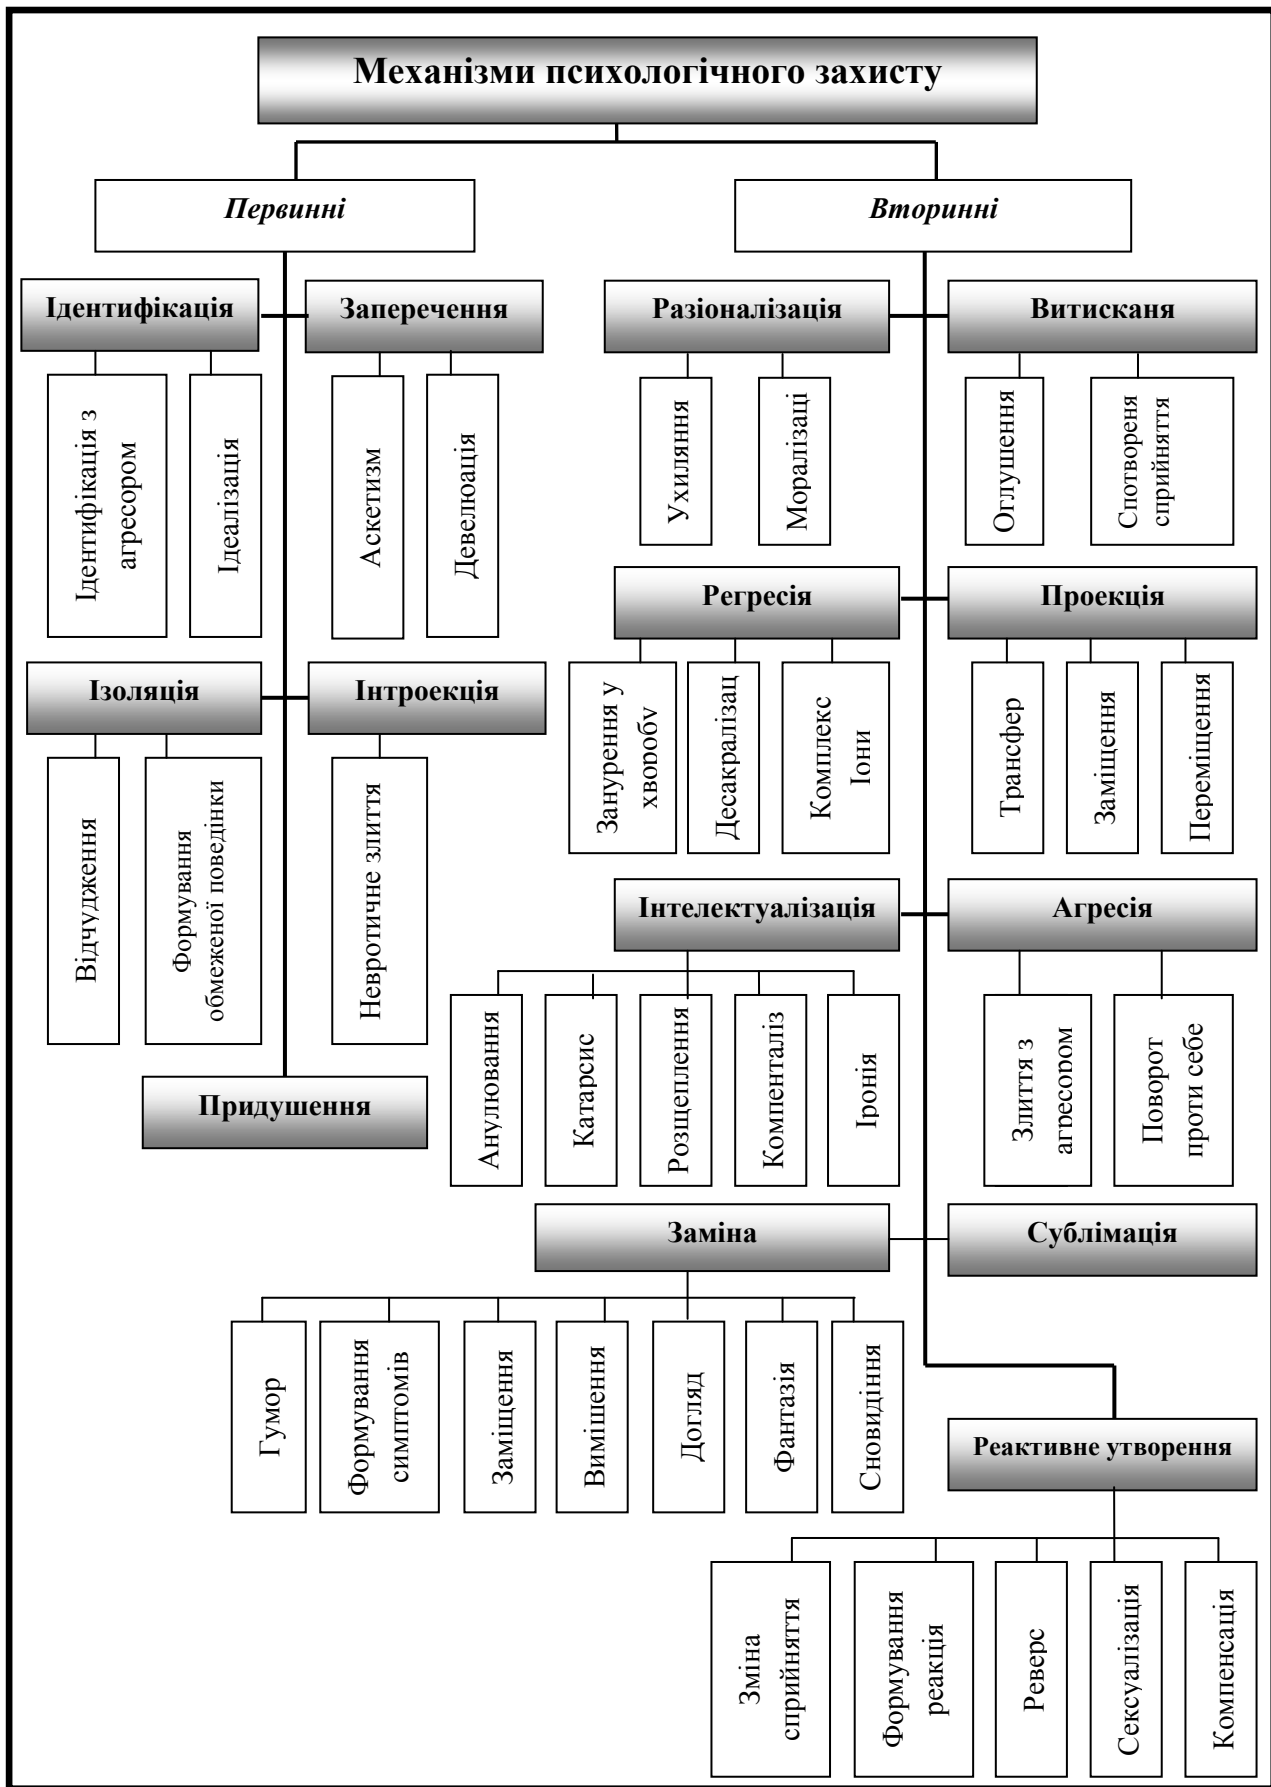 Механізми психологічного захисту
Первинні
Вторинні
Ідентифікація
Заперечення
Разіоналізація
Витисканя
Ідентифікація з
агресором
Ідеалізація
Аскетизм
Девелюація
Ухиляння
Моралізаці
Оглушення
Спотвореня
сприйняття
Регресія
Проекція
Ізоляція
Інтроекція
Занурення у
хворобу
Десакралізац
Комплекс
Іони
Трансфер
Заміщення
Переміщення
Відчудження
Формування
обмеженої поведінки
Невротичне злиття
Інтелектуалізація
Агресія
Придушення
Анулювання
Катарсис
Розщеплення
Компенталіз
Іронія
Злиття з
агресором
Поворот
проти себе
Заміна
Сублімація
Гумор
Формування
симптомів
Заміщення
Вимішення
Догляд
Фантазія
Сновидіння
Реактивне утворення
Зміна
сприйняття
Формування
реакція
Реверс
Сексуалізація
Компенсація